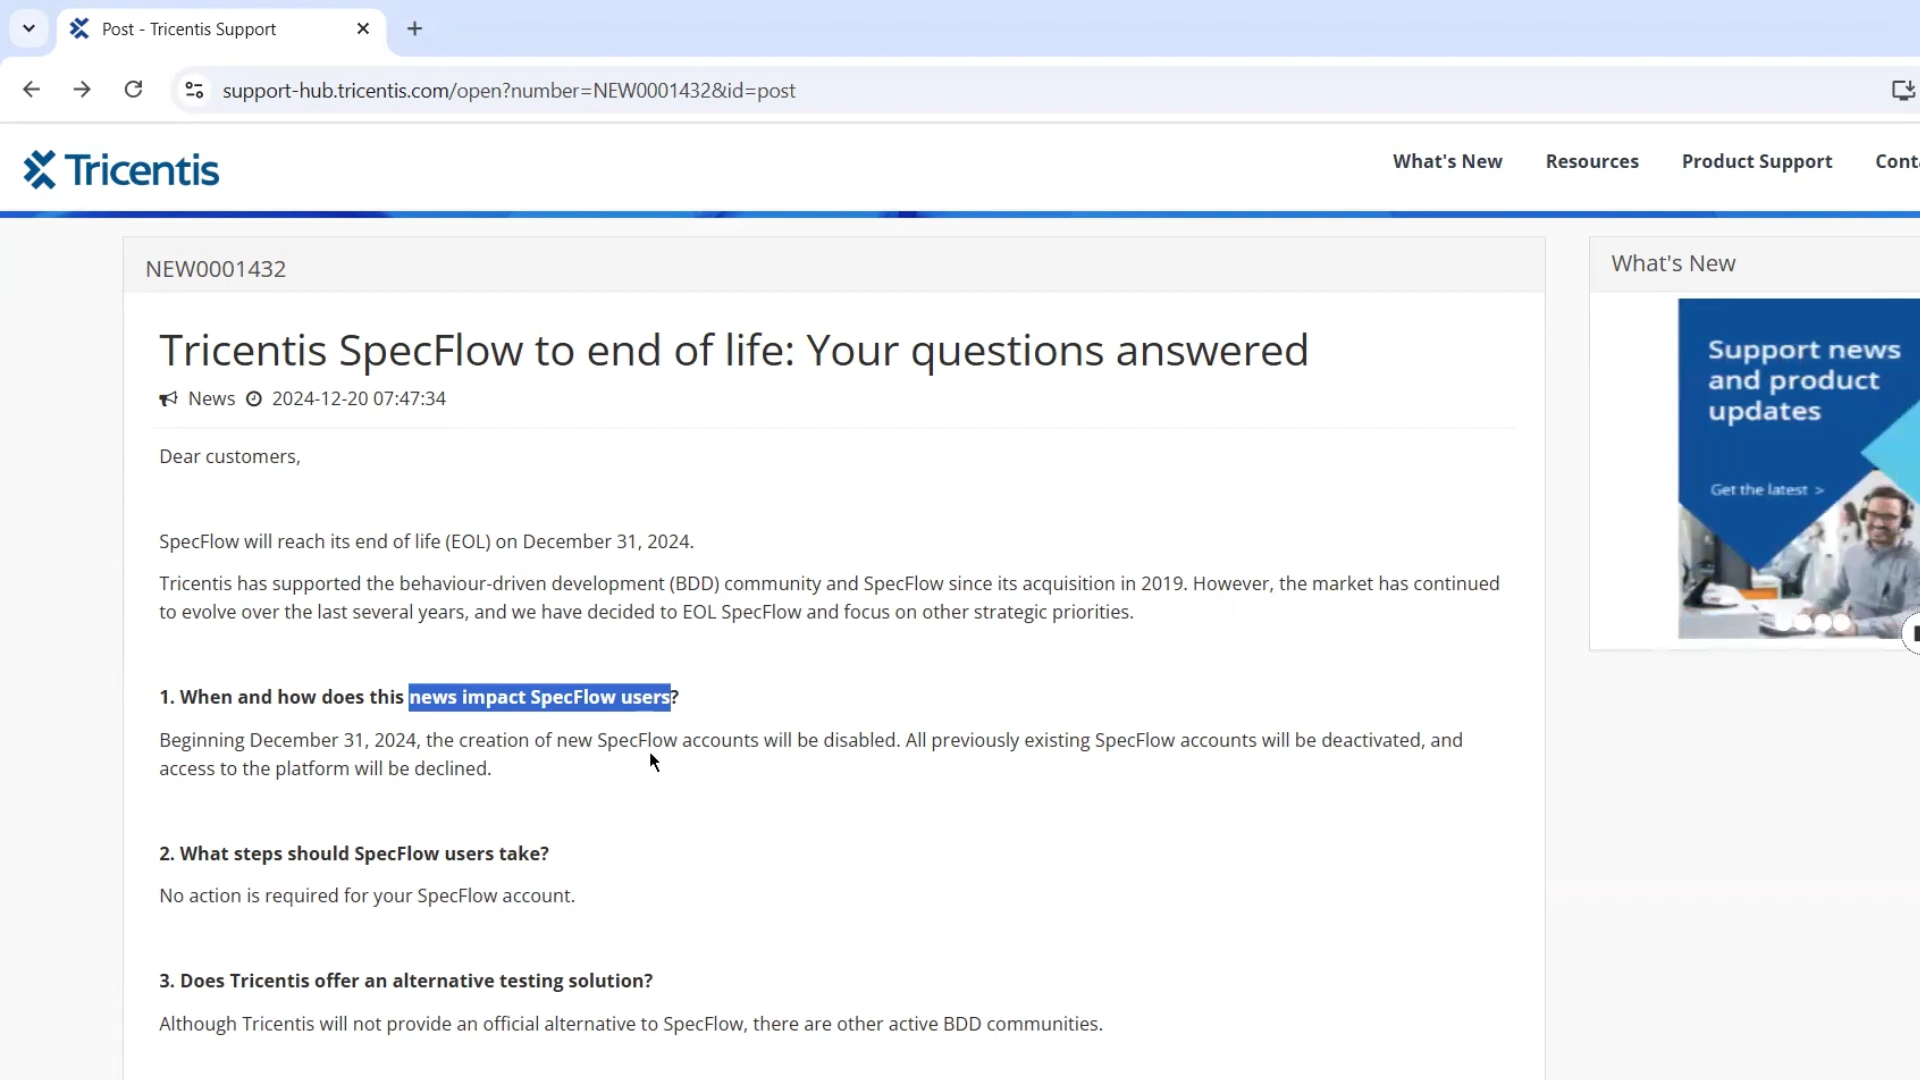 Post - Tricentis Support
support-hub.tricentis.com/open?number=NEW0001432&id=post
Tricentis
What's New Resources Product Support
NEW0001432
What's New
Tricentis SpecFlow to end of life: Your questions answered
News 2024-12-20 07:47:34
Support news
and product
updates
Get the latest >
Dear customers,
SpecFlow will reach its end of life (EOL) on December 31, 2024.
Tricentis has supported the behaviour-driven development (BDD) community and SpecFlow since its acquisition in 2019. However, the market has continued
to evolve over the last several years, and we have decided to EOL SpecFlow and focus on other strategic priorities.
1. When and how does this news impact SpecFlow users?
Beginning December 31, 2024, the creation of new SpecFlow accounts will be disabled. All previously existing SpecFlow accounts will be deactivated, and
access to the platform will be declined.
2. What steps should SpecFlow users take?
No action is required for your SpecFlow account.
3. Does Tricentis offer an alternative testing solution?
Although Tricentis will not provide an official alternative to SpecFlow, there are other active BDD communities.